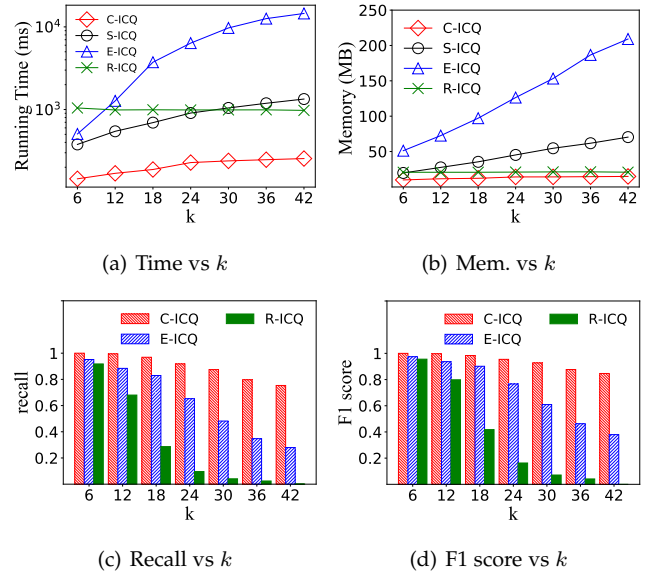 C-ICQ
S-ICQ
E-ICQ
R-ICQ
10^4
10^3
Running Time (ms)
6 12 18 24 30 36 42
k
(a) Time vs k
C-ICQ
S-ICQ
E-ICQ
R-ICQ
250
200
150
100
50
Memory (MB)
6 12 18 24 30 36 42
k
(b) Mem. vs k
C-ICQ R-ICQ
E-ICQ
1
0.8
0.6
0.4
0.2
recall
6 12 18 24 30 36 42
k
(c) Recall vs k
C-ICQ R-ICQ
E-ICQ
1
0.8
0.6
0.4
0.2
F1 score
6 12 18 24 30 36 42
k
(d) F1 score vs k